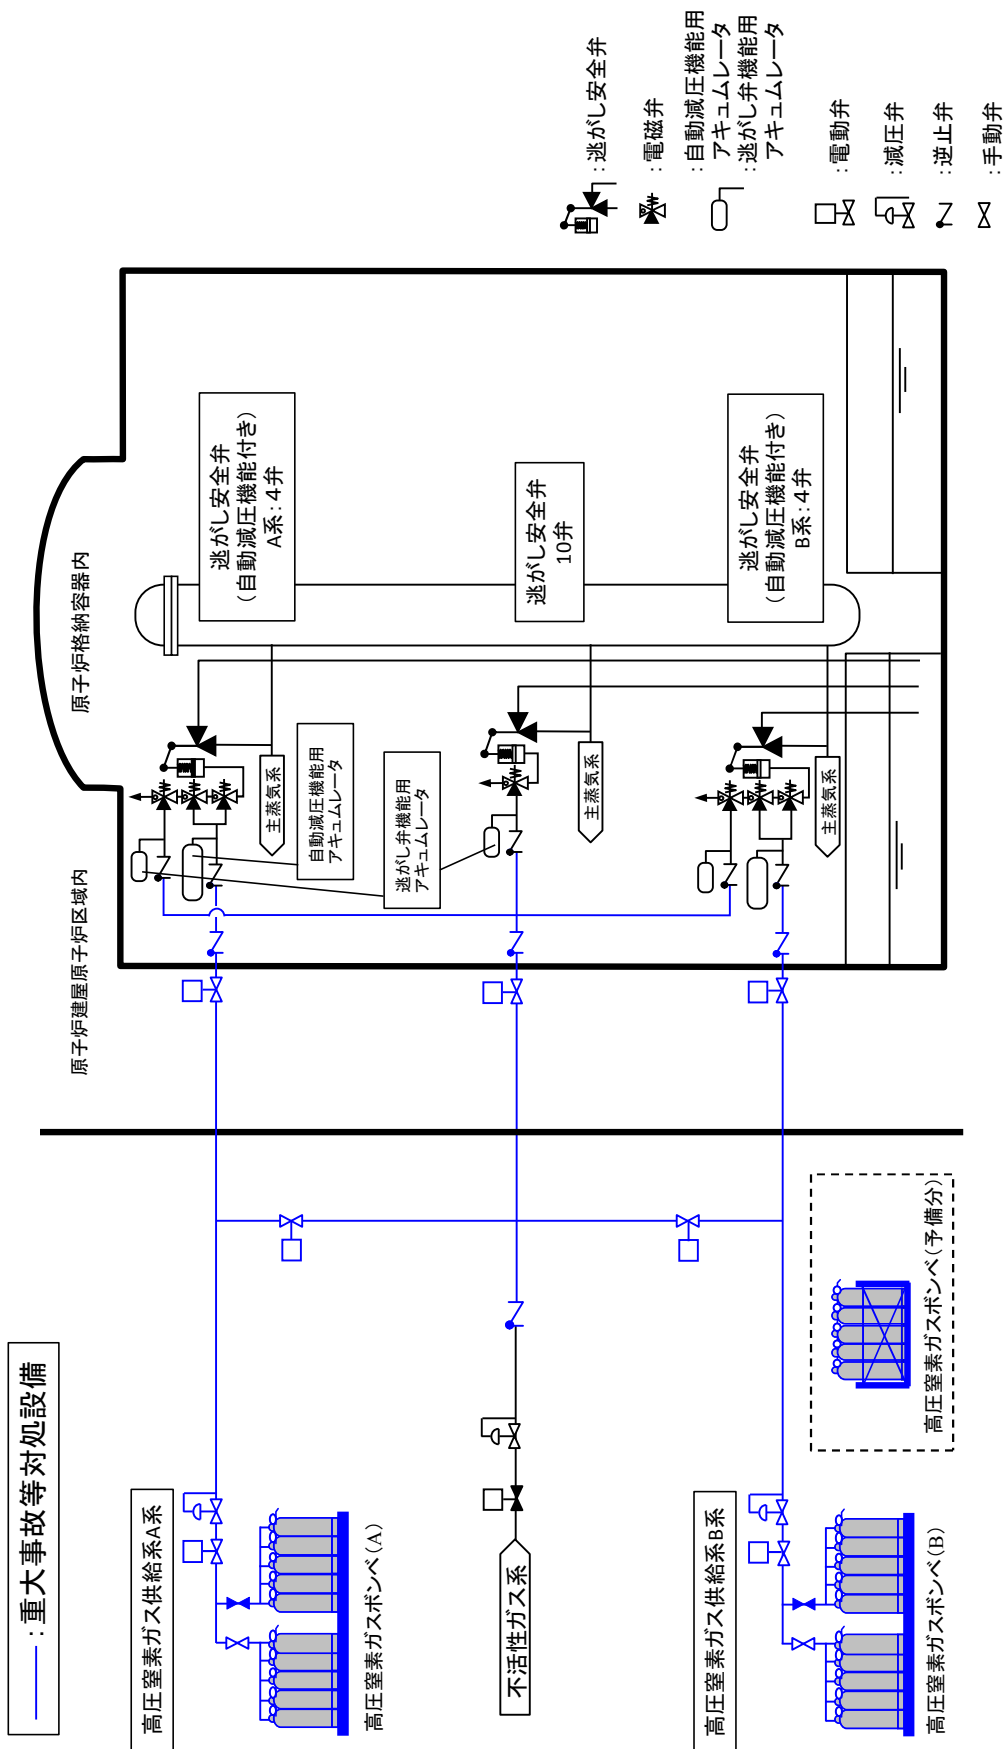 ：重大事故等対処設備
原子炉建屋原子炉区域内
原子炉格納容器内
高圧窒素ガス供給系A系
高圧窒素ガスボンベ(A)
不活性ガス系
高圧窒素ガス供給系B系
高圧窒素ガスボンベ(B)
高圧窒素ガスボンベ(予備分)
自動減圧機能用
アキュムレータ
逃がし弁機能用
アキュムレータ
主蒸気系
主蒸気系
主蒸気系
逃がし安全弁
(自動減圧機能付き)
A系：4弁
逃がし安全弁
10弁
逃がし安全弁
(自動減圧機能付き)
B系：4弁
：逃がし安全弁
：電磁弁
：自動減圧機能用
アキュムレータ
：逃がし弁機能用
アキュムレータ
：電動弁
：減圧弁
：逆止弁
：手動弁